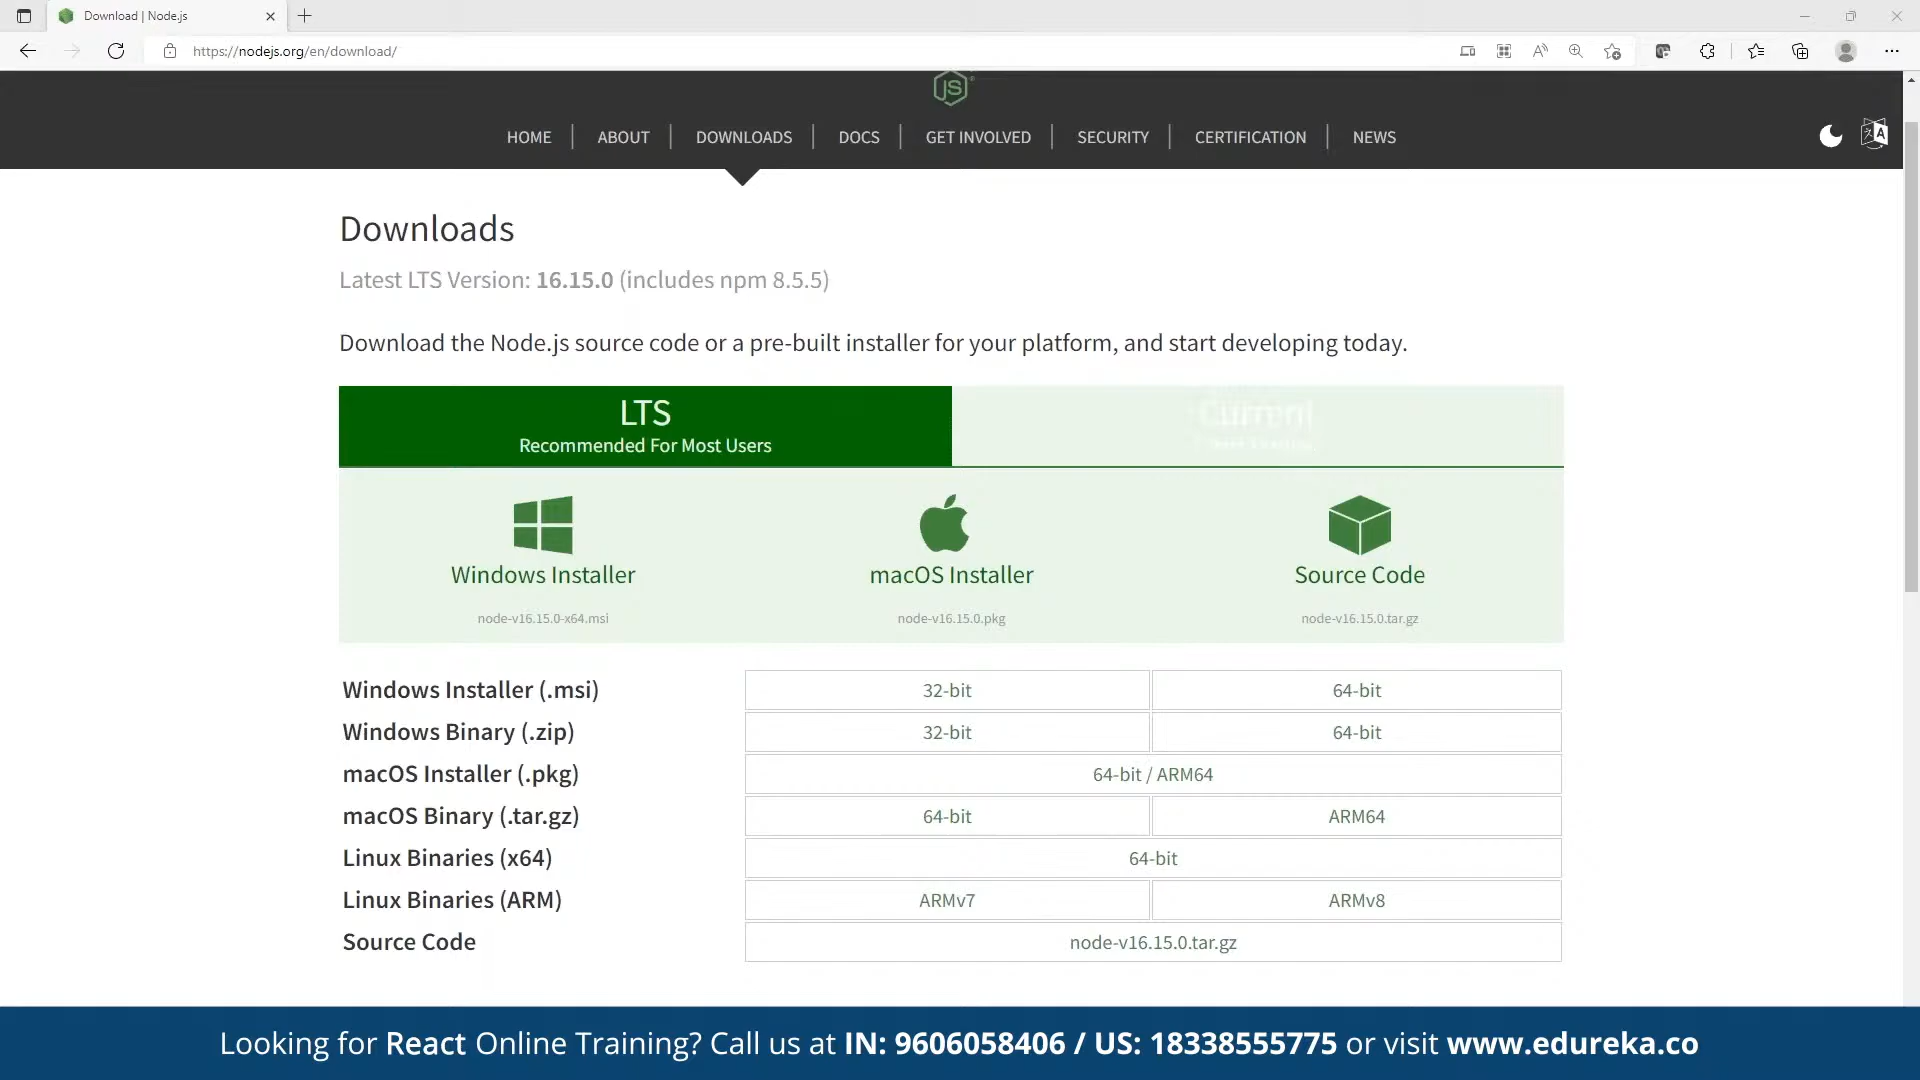 Download | Node.js
https://nodejs.org/en/download/
JS
HOME
ABOUT
DOWNLOADS
DOCS
GET INVOLVED
SECURITY
CERTIFICATION
NEWS
Downloads
Latest LTS Version: 16.15.0 (includes npm 8.5.5)
Download the Node.js source code or a pre-built installer for your platform, and start developing today.
LTS
Recommended For Most Users
Current
Windows Installer
node-v16.15.0-x64.msi
macOS Installer
node-v16.15.0.pkg
Source Code
node-v16.15.0.tar.gz
Windows Installer (.msi) 32-bit 64-bit
Windows Binary (.zip) 32-bit 64-bit
macOS Installer (.pkg) 64-bit / ARM64
macOS Binary (.tar.gz) 64-bit ARM64
Linux Binaries (x64) 64-bit
Linux Binaries (ARM) ARMv7 ARMv8
Source Code node-v16.15.0.tar.gz
Looking for React Online Training? Call us at IN: 9606058406 / US: 18338555775 or visit www.edureka.co